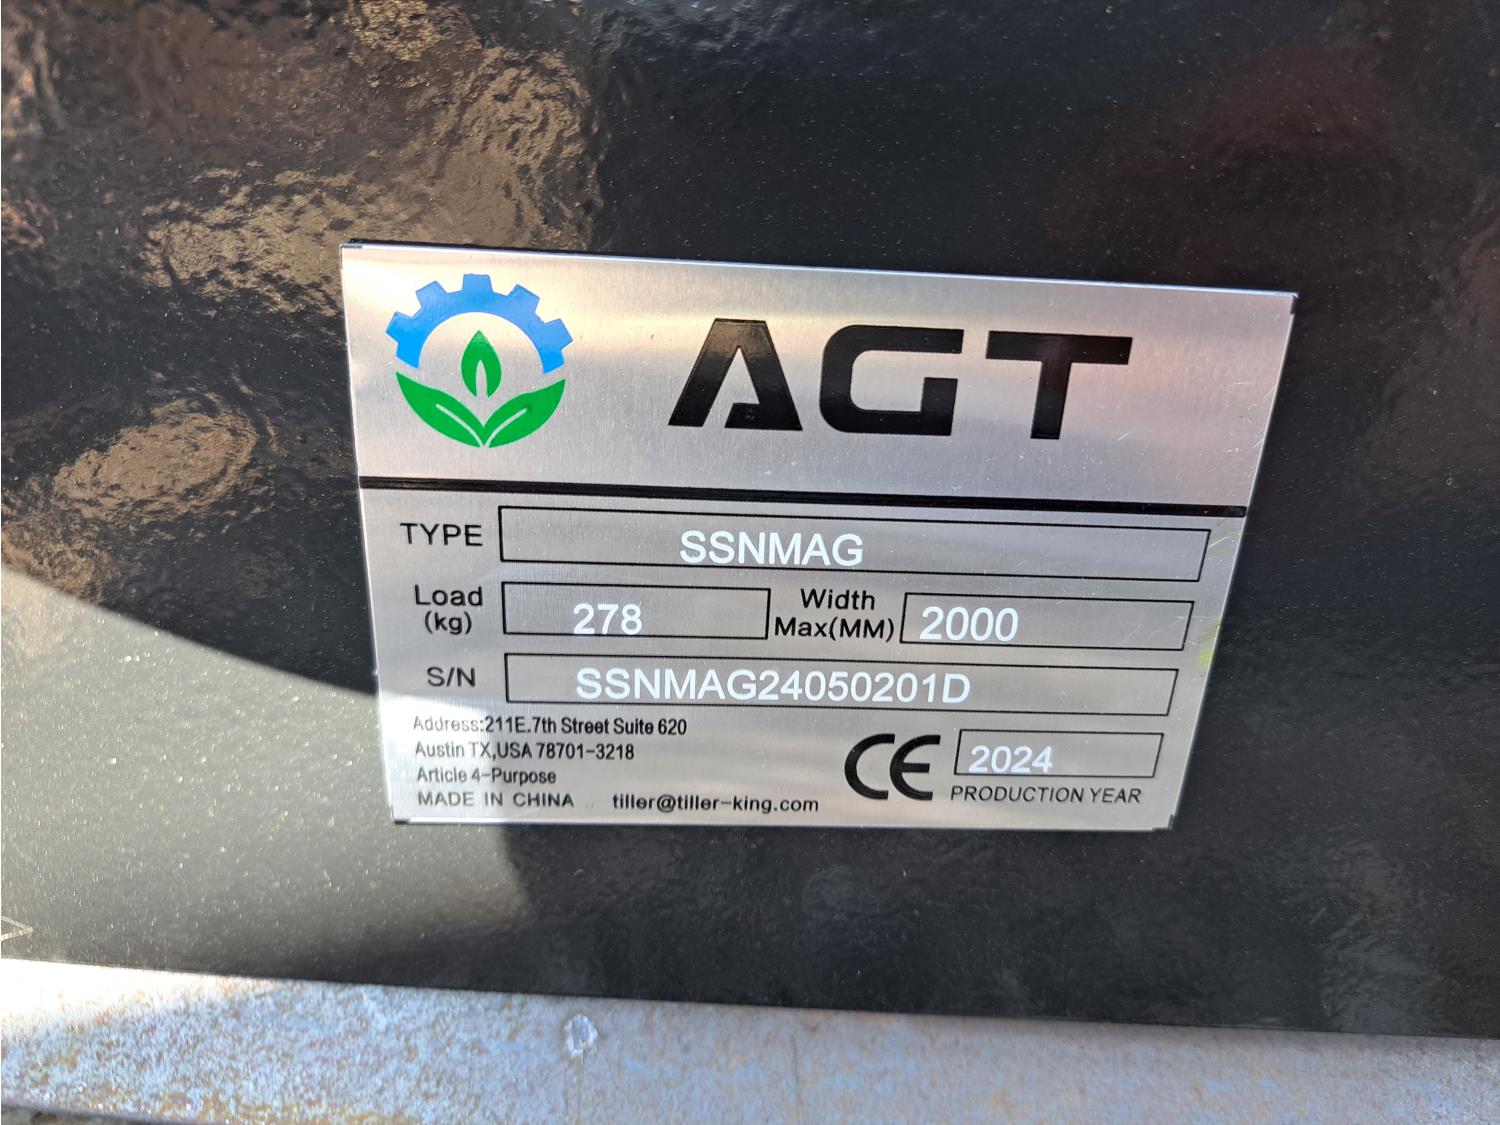 AGT
TYPE SSNMAG
Load (kg) 278 Width Max(MM) 2000
S/N SSNMAG24050201D
Address:211E.7th Street Suite 620
Austin TX,USA 78701-3218
Article 4-Purpose
MADE IN CHINA tiller@tiller-king.com
CE 2024
PRODUCTION YEAR